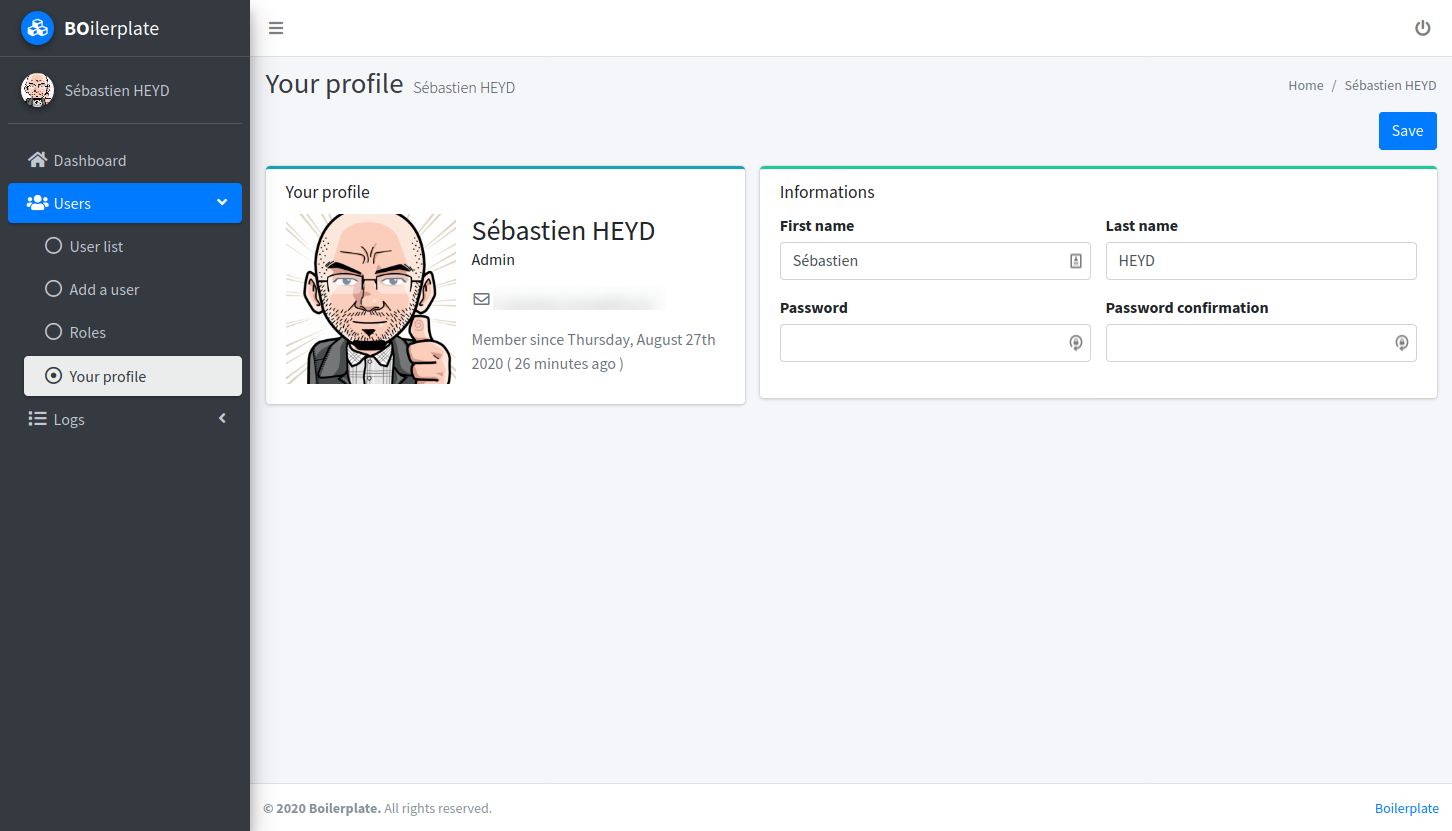 BOilerplate
Sébastien HEYD
Dashboard
Users
User list
Add a user
Roles
Your profile
Logs
Your profile Sébastien HEYD
Home / Sébastien HEYD
Save
Your profile
Sébastien HEYD
Admin
Member since Thursday, August 27th
2020 ( 26 minutes ago )
Informations
First name
Last name
Sébastien
HEYD
Password
Password confirmation
© 2020 Boilerplate. All rights reserved.
Boilerplate